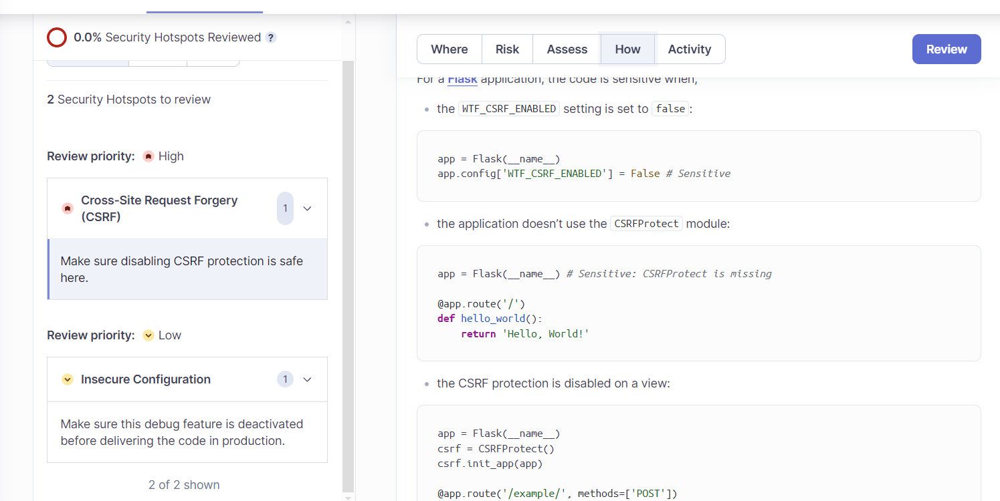 0.0% Security Hotspots Reviewed ?
2 Security Hotspots to review
Review priority: High
Cross-Site Request Forgery
(CSRF)
1
Make sure disabling CSRF protection is safe
here.
Review priority: Low
Insecure Configuration
1
Make sure this debug feature is deactivated
before delivering the code in production.
2 of 2 shown
Where Risk Assess How Activity
Review
For a Flask application, the code is sensitive when,
• the WTF_CSRF_ENABLED setting is set to false:
app = Flask(__name__)
app.config['WTF_CSRF_ENABLED'] = False # Sensitive
• the application doesn’t use the CSRFProtect module:
app = Flask(__name__) # Sensitive: CSRFProtect is missing
@app.route('/')
def hello_world():
    return 'Hello, World!'
• the CSRF protection is disabled on a view:
app = Flask(__name__)
csrf = CSRFProtect()
csrf.init_app(app)
@app.route('/example/', methods=['POST'])